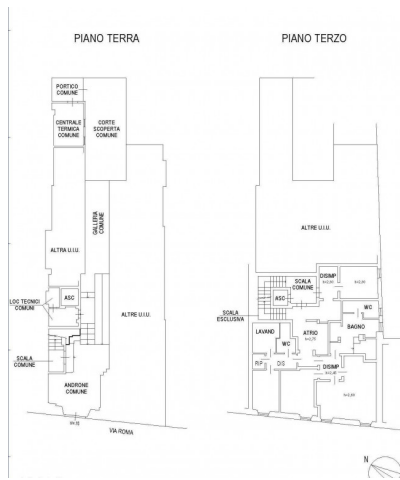 PIANO TERRA
PORTICO
COMUNE
CENTRALE
TERMICA
COMUNE
CORTE
SCOPERTA
COMUNE
GALLERIA
COMUNE
ALTRA U.I.U.
ALTRE U.I.U.
LOC TECNICI
COMUNI
ASC
SCALA
COMUNE
ANDRONE
COMUNE
VIA ROMA
PIANO TERZO
ALTRE U.I.U.
SCALA
COMUNE
DISIMP
ASC
SCALA
ESCLUSIVA
WC
LAVAND
ATRIO
BAGNO
WC
RIP
DIS
DISIMP
N